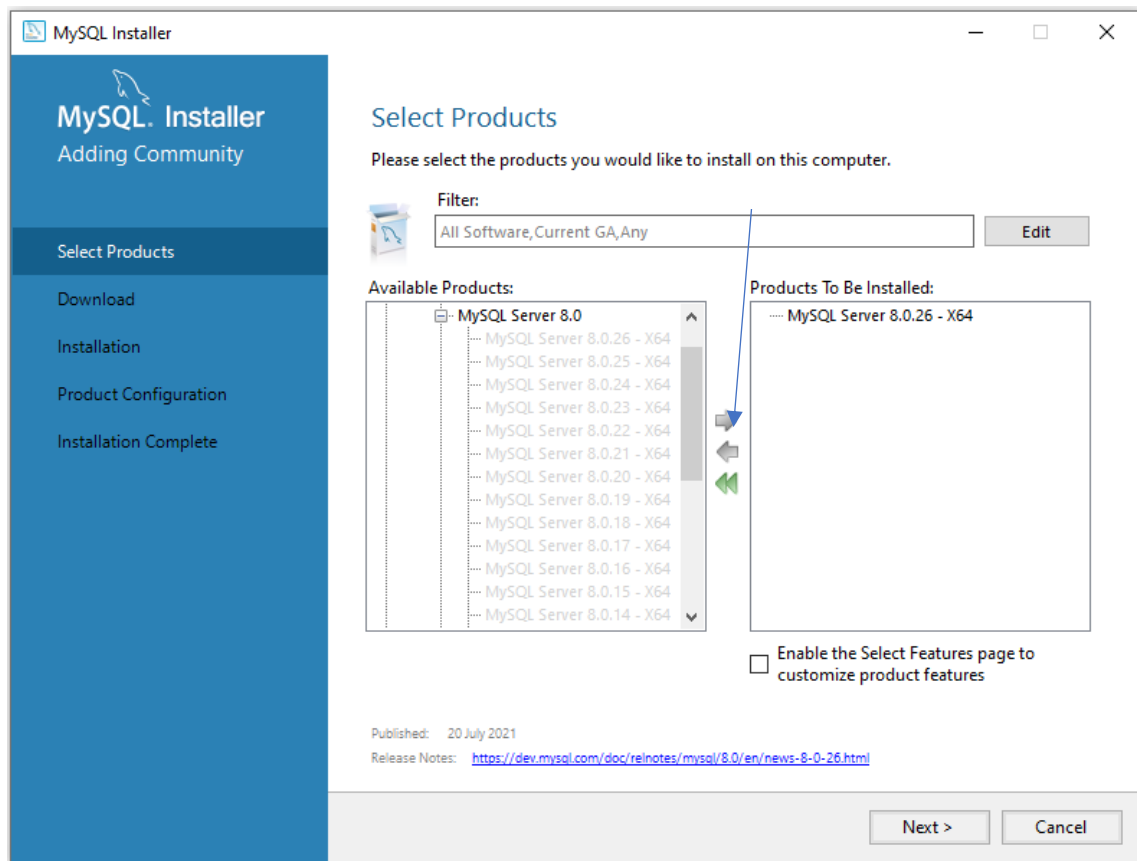 MySQL Installer
MySQL. Installer
Adding Community
Select Products
Download
Installation
Product Configuration
Installation Complete
Select Products
Please select the products you would like to install on this computer.
Filter:
All Software,Current GA,Any
Edit
Available Products:
MySQL Server 8.0
MySQL Server 8.0.26 - X64
MySQL Server 8.0.25 - X64
MySQL Server 8.0.24 - X64
MySQL Server 8.0.23 - X64
MySQL Server 8.0.22 - X64
MySQL Server 8.0.21 - X64
MySQL Server 8.0.20 - X64
MySQL Server 8.0.19 - X64
MySQL Server 8.0.18 - X64
MySQL Server 8.0.17 - X64
MySQL Server 8.0.16 - X64
MySQL Server 8.0.15 - X64
MySQL Server 8.0.14 - X64
Products To Be Installed:
MySQL Server 8.0.26 - X64
Enable the Select Features page to
customize product features
Published: 20 July 2021
Release Notes: https://dev.mysql.com/doc/relnotes/mysql/8.0/en/news-8-0-26.html
Next >
Cancel